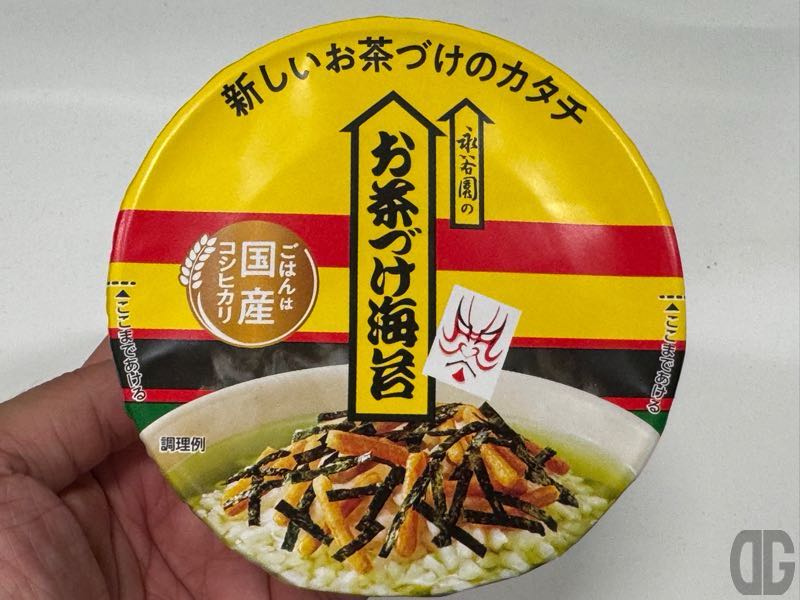 新しいお茶づけのカタチ
永谷園の
お茶づけ海苔
ごはんは
国産
コシヒカリ
ここまであける
ここまであける
調理例
DG